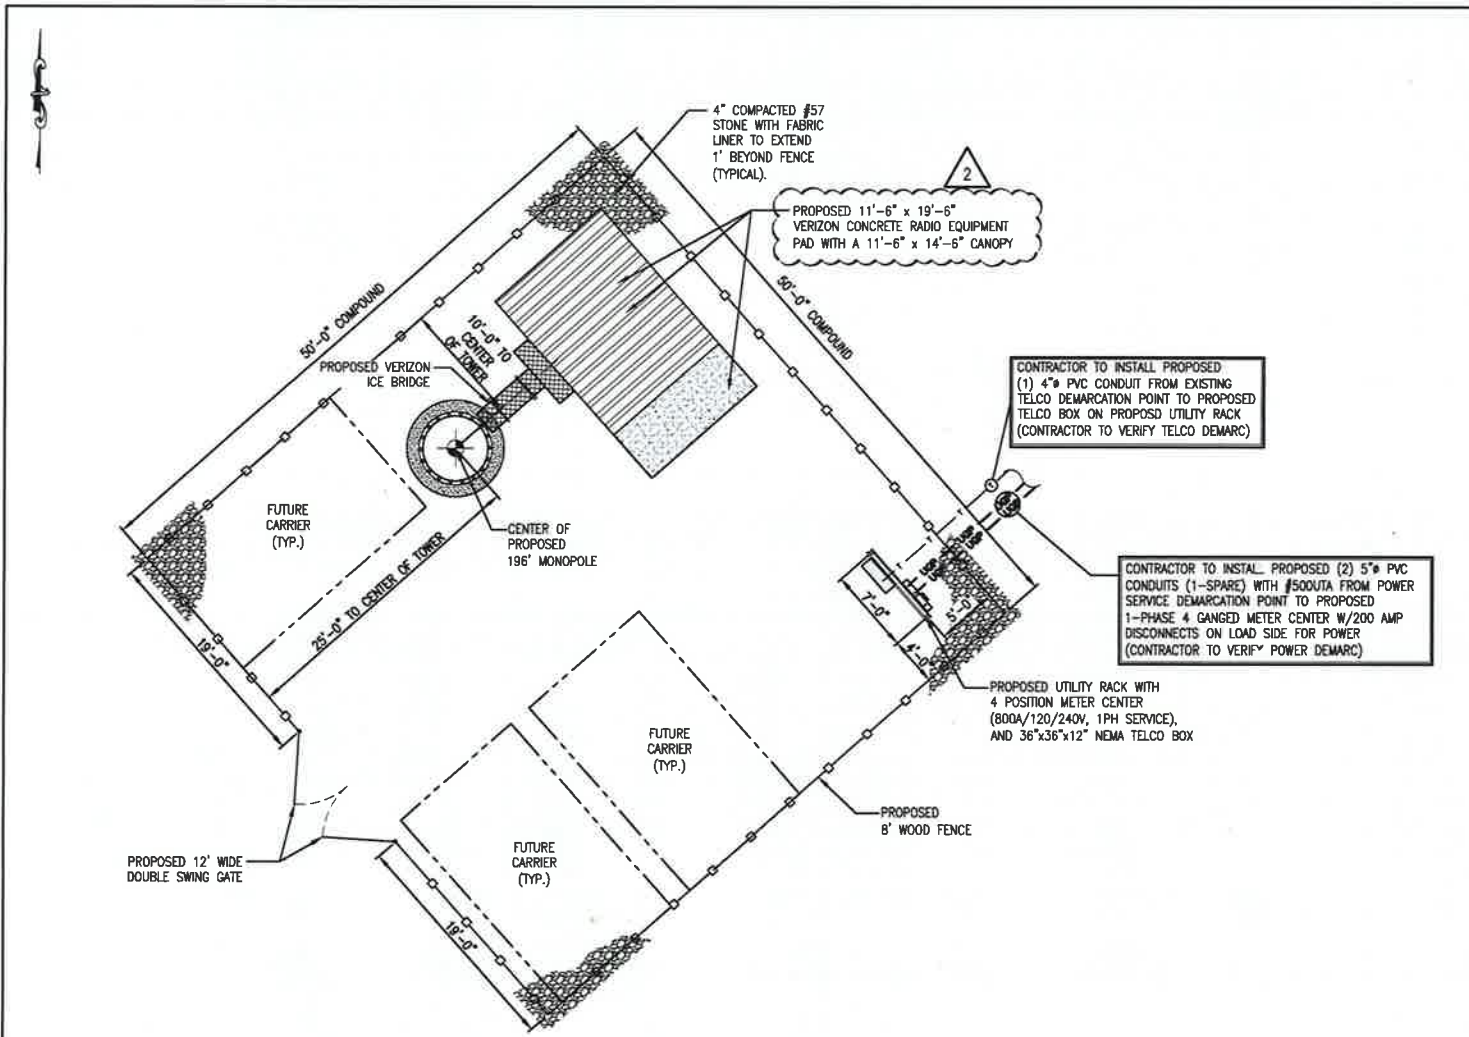 4" COMPACTED #57
STONE WITH FABRIC
LINER TO EXTEND
1' BEYOND FENCE
(TYPICAL).
2
PROPOSED 11'-6" x 19'-6"
VERIZON CONCRETE RADIO EQUIPMENT
PAD WITH A 11'-6" x 14'-6" CANOPY
50'-0" COMPOUND
50'-0" COMPOUND
10'-0" TO
CENTER
OF TOWER
PROPOSED VERIZON
ICE BRIDGE
CONTRACTOR TO INSTALL PROPOSED
(1) 4"ø PVC CONDUIT FROM EXISTING
TELCO DEMARCATION POINT TO PROPOSED
TELCO BOX ON PROPOSD UTILITY RACK
(CONTRACTOR TO VERIFY TELCO DEMARC)
FUTURE
CARRIER
(TYP.)
CENTER OF
PROPOSED
196' MONOPOLE
25'-0" TO CENTER OF TOWER
19'-0"
CONTRACTOR TO INSTALL PROPOSED (2) 5"ø PVC
CONDUITS (1-SPARE) WITH #500UTA FROM POWER
SERVICE DEMARCATION POINT TO PROPOSED
1-PHASE 4 GANGED METER CENTER W/200 AMP
DISCONNECTS ON LOAD SIDE FOR POWER
(CONTRACTOR TO VERIFY POWER DEMARC)
7'-0"
5'-0
4'-0"
PROPOSED UTILITY RACK WITH
4 POSITION METER CENTER
(800A/120/240V, 1PH SERVICE),
AND 36"x36"x12" NEMA TELCO BOX
FUTURE
CARRIER
(TYP.)
PROPOSED
8' WOOD FENCE
FUTURE
CARRIER
(TYP.)
PROPOSED 12' WIDE
DOUBLE SWING GATE
19'-0"